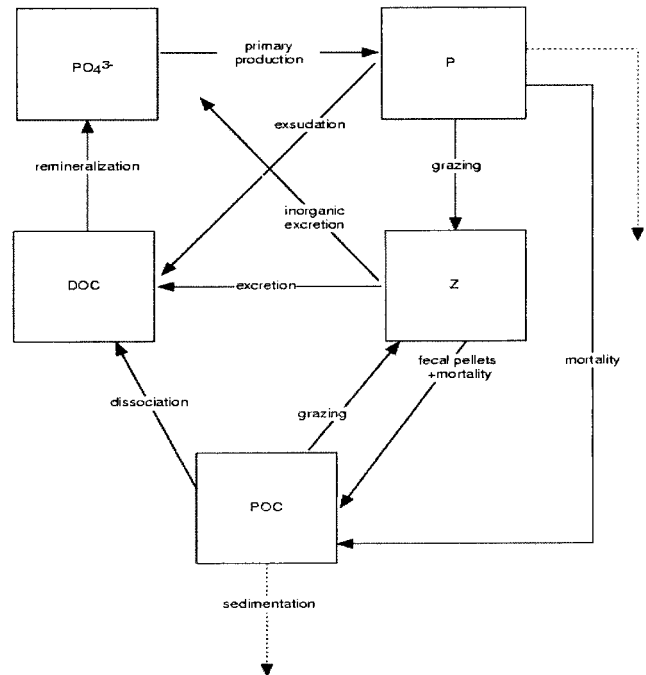 primary
production
PO₄³⁻
P
exsudation
remineralization
grazing
inorganic
excretion
DOC
excretion
Z
fecal pellets
+mortality
mortality
dissociation
grazing
POC
sedimentation